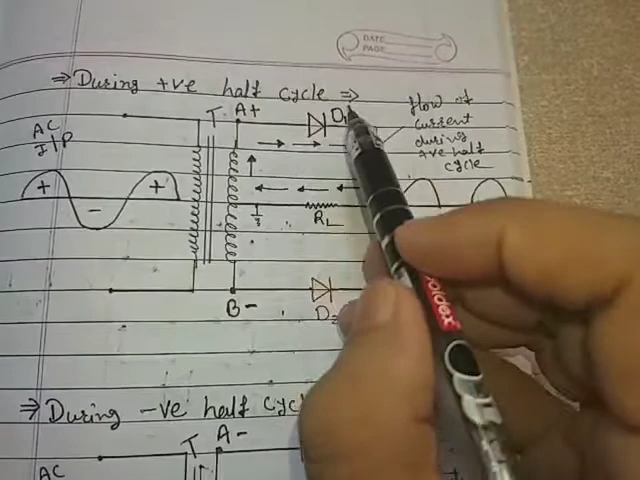 DATE
PAGE
⇒ During +ve half cycle ⇒
T A+ D1
flow of
current
during
+ve half
cycle
AC
I/P
+ - +
RL
B- D2
⇒ During -ve half
T A-
AC